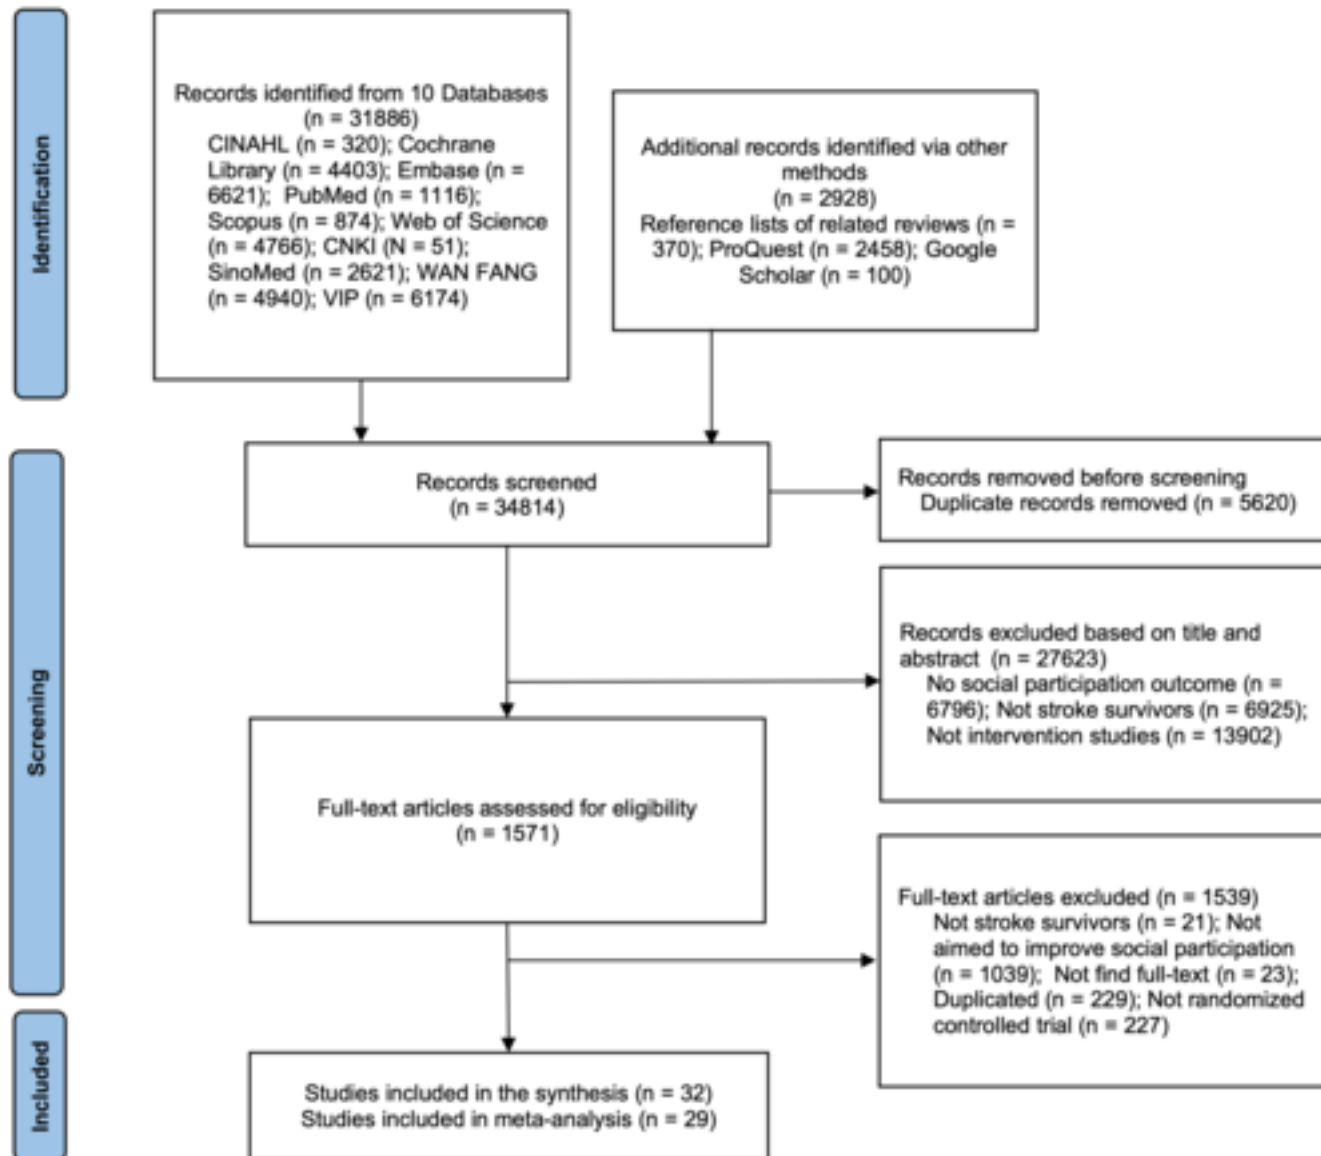 Identification
Records identified from 10 Databases
(n = 31886)
CINAHL (n = 320); Cochrane
Library (n = 4403); Embase (n =
6621); PubMed (n = 1116);
Scopus (n = 874); Web of Science
(n = 4766); CNKI (N = 51);
SinoMed (n = 2621); WAN FANG
(n = 4940); VIP (n = 6174)
Additional records identified via other
methods
(n = 2928)
Reference lists of related reviews (n =
370); ProQuest (n = 2458); Google
Scholar (n = 100)
Screening
Records screened
(n = 34814)
Records removed before screening
Duplicate records removed (n = 5620)
Records excluded based on title and
abstract (n = 27623)
No social participation outcome (n =
6796); Not stroke survivors (n = 6925);
Not intervention studies (n = 13902)
Full-text articles assessed for eligibility
(n = 1571)
Full-text articles excluded (n = 1539)
Not stroke survivors (n = 21); Not
aimed to improve social participation
(n = 1039); Not find full-text (n = 23);
Duplicated (n = 229); Not randomized
controlled trial (n = 227)
Included
Studies included in the synthesis (n = 32)
Studies included in meta-analysis (n = 29)